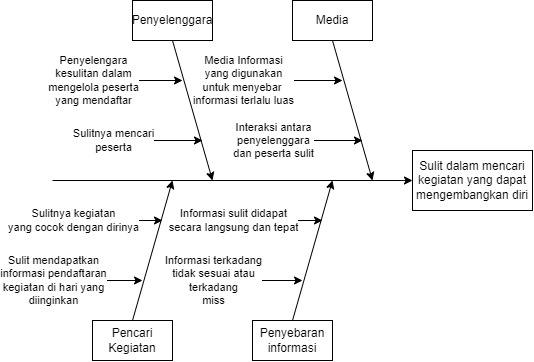 Penyelenggara
Media
Penyelengara
kesulitan dalam
mengelola peserta
yang mendaftar
Media Informasi
yang digunakan
untuk menyebar
informasi terlalu luas
Sulitnya mencari
peserta
Interaksi antara
penyelenggara
dan peserta sulit
Sulit dalam mencari
kegiatan yang dapat
mengembangkan diri
Sulitnya kegiatan
yang cocok dengan dirinya
Informasi sulit didapat
secara langsung dan tepat
Sulit mendapatkan
informasi pendaftaran
kegiatan di hari yang
diinginkan
Informasi terkadang
tidak sesuai atau
terkadang
miss
Pencari
Kegiatan
Penyebaran
informasi